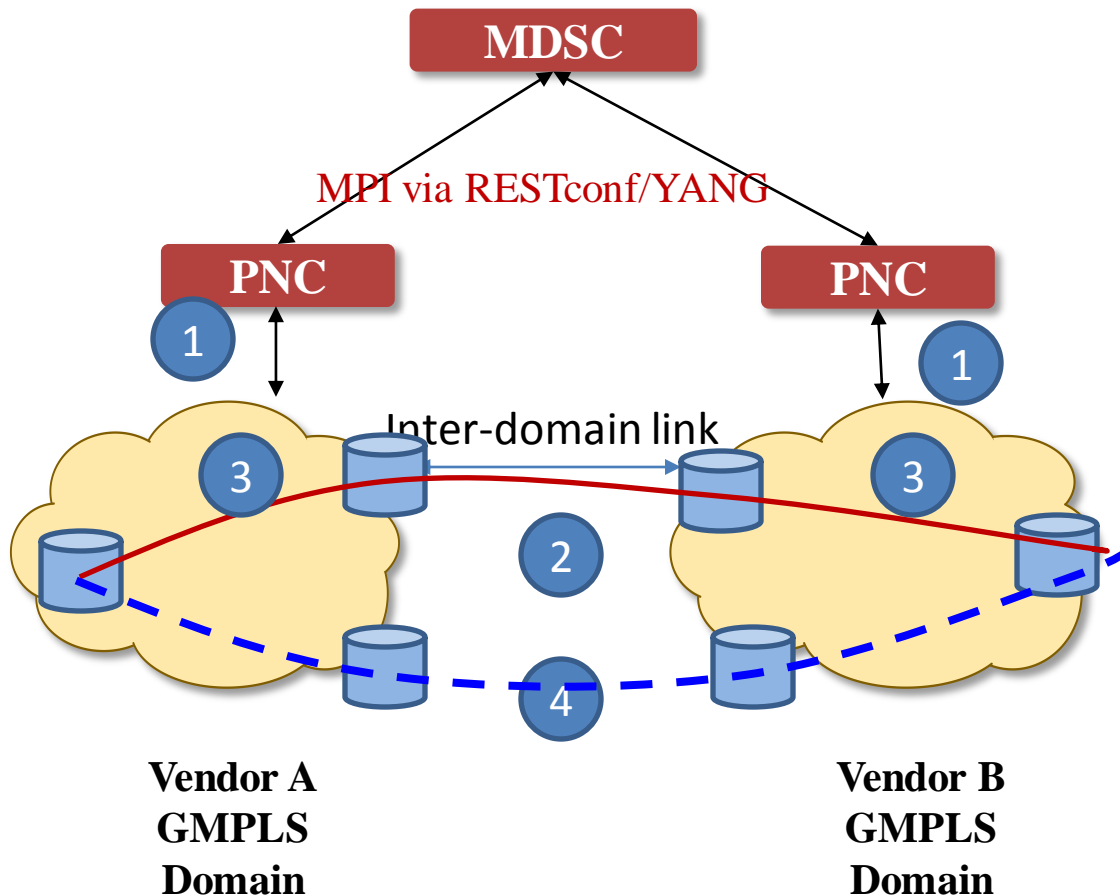 MDSC
MPI via RESTconf/YANG
PNC
PNC
1
1
Inter-domain link
3
3
2
4
Vendor A
GMPLS
Domain
Vendor B
GMPLS
Domain